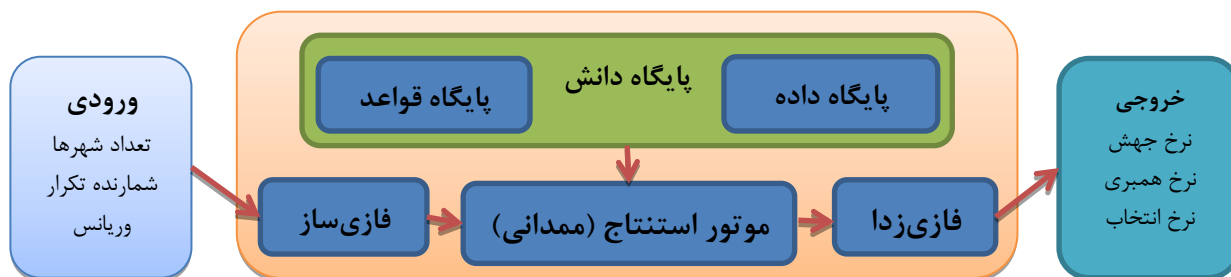 ورودی
تعداد شهرها
شمارنده تکرار
وریانس
پایگاه دانش
پایگاه قواعد
پایگاه داده
فازی‌ساز
موتور استنتاج (ممدانی)
فازی‌زدا
خروجی
نرخ جهش
نرخ همبری
نرخ انتخاب